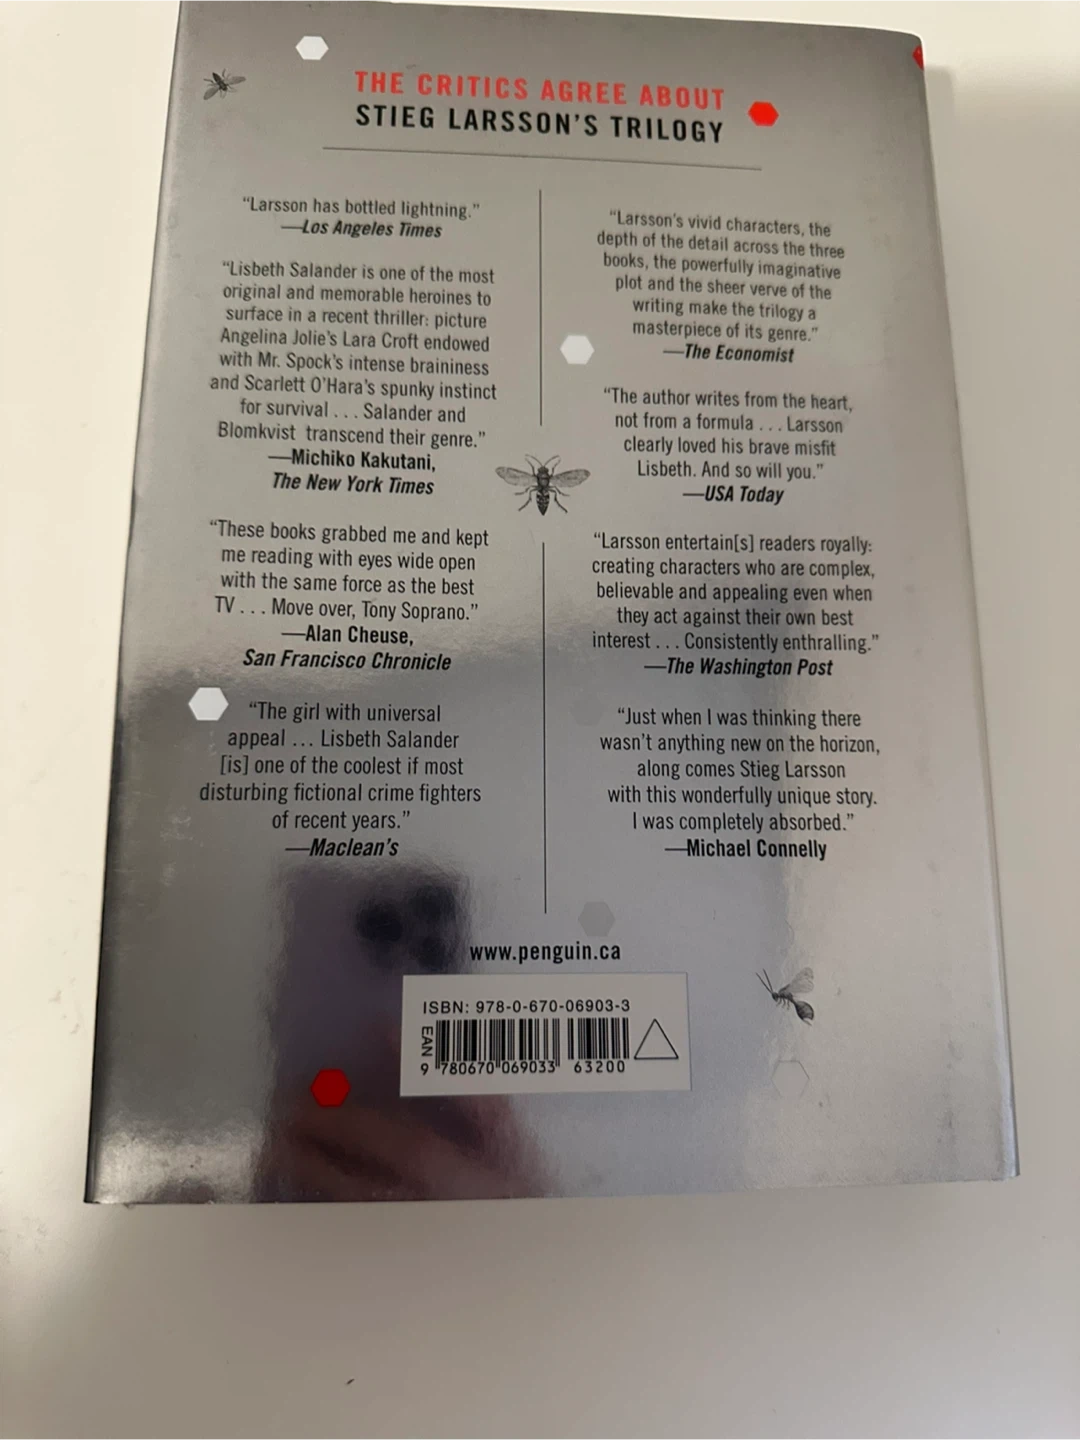 THE CRITICS AGREE ABOUT
STIEG LARSSON'S TRILOGY
“Larsson has bottled lightning.”
—Los Angeles Times
“Lisbeth Salander is one of the most
original and memorable heroines to
surface in a recent thriller: picture
Angelina Jolie's Lara Croft endowed
with Mr. Spock's intense braininess
and Scarlett O'Hara's spunky instinct
for survival . . . Salander and
Blomkvist transcend their genre.”
—Michiko Kakutani,
The New York Times
“These books grabbed me and kept
me reading with eyes wide open
with the same force as the best
TV . . . Move over, Tony Soprano.”
—Alan Cheuse,
San Francisco Chronicle
“The girl with universal
appeal ... Lisbeth Salander
[is] one of the coolest if most
disturbing fictional crime fighters
of recent years.”
—Maclean's
“Larsson's vivid characters, the
depth of the detail across the three
books, the powerfully imaginative
plot and the sheer verve of the
writing make the trilogy a
masterpiece of its genre.”
—The Economist
“The author writes from the heart,
not from a formula . . . Larsson
clearly loved his brave misfit
Lisbeth. And so will you.”
—USA Today
“Larsson entertain[s] readers royally:
creating characters who are complex,
believable and appealing even when
they act against their own best
interest . . . Consistently enthralling.”
—The Washington Post
“Just when I was thinking there
wasn't anything new on the horizon,
along comes Stieg Larsson
with this wonderfully unique story.
I was completely absorbed.”
—Michael Connelly
www.penguin.ca
ISBN: 978-0-670-06903-3
EAN
9 780670 069033 63200